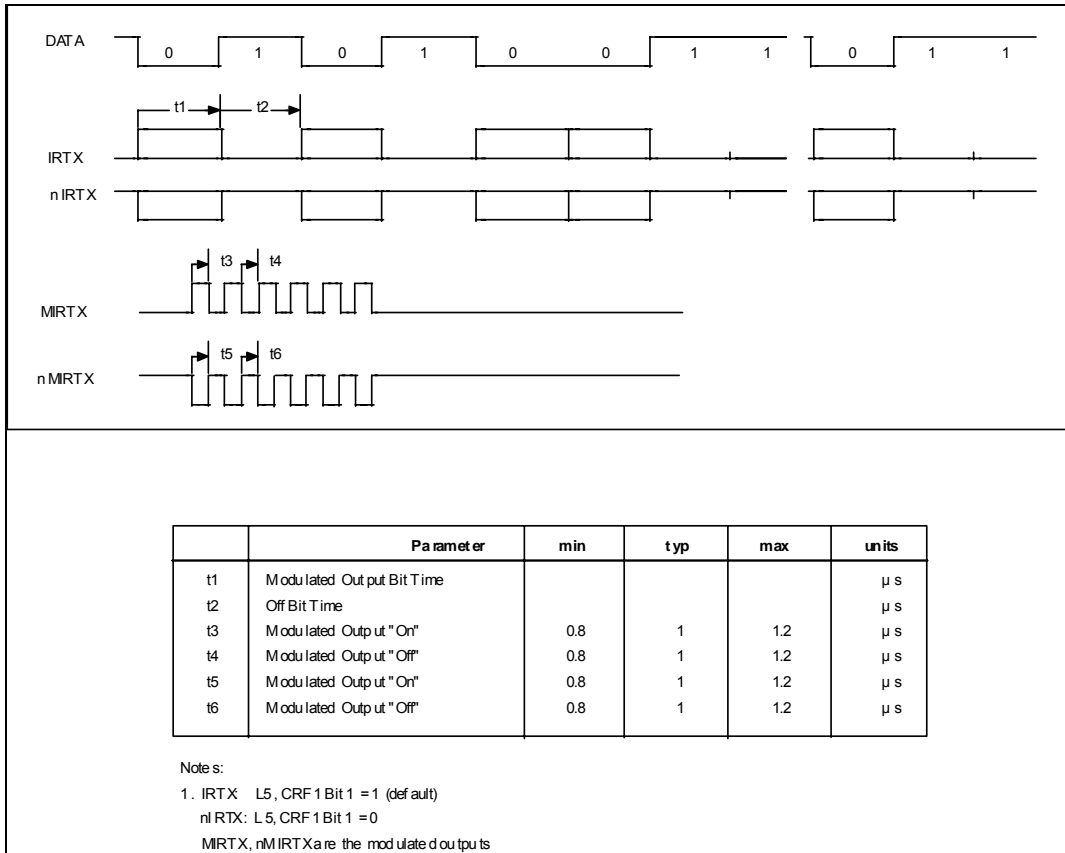 DATA 0 1 0 1 0 0 1 1 0 1 1
t1 t2
IRTX
n IRTX
t3 t4
MIRTX
t5 t6
n MIRTX
Parameter min typ max units
t1 Modulated Output Bit Time µs
t2 Off Bit Time µs
t3 Modulated Output "On" 0.8 1 1.2 µs
t4 Modulated Output "Off" 0.8 1 1.2 µs
t5 Modulated Output "On" 0.8 1 1.2 µs
t6 Modulated Output "Off" 0.8 1 1.2 µs
Notes:
1. IRTX: L5, CRF1 Bit 1 = 1 (default)
nIRTX: L5, CRF1 Bit 1 = 0
MIRTX, nMIRTX are the modulated outputs